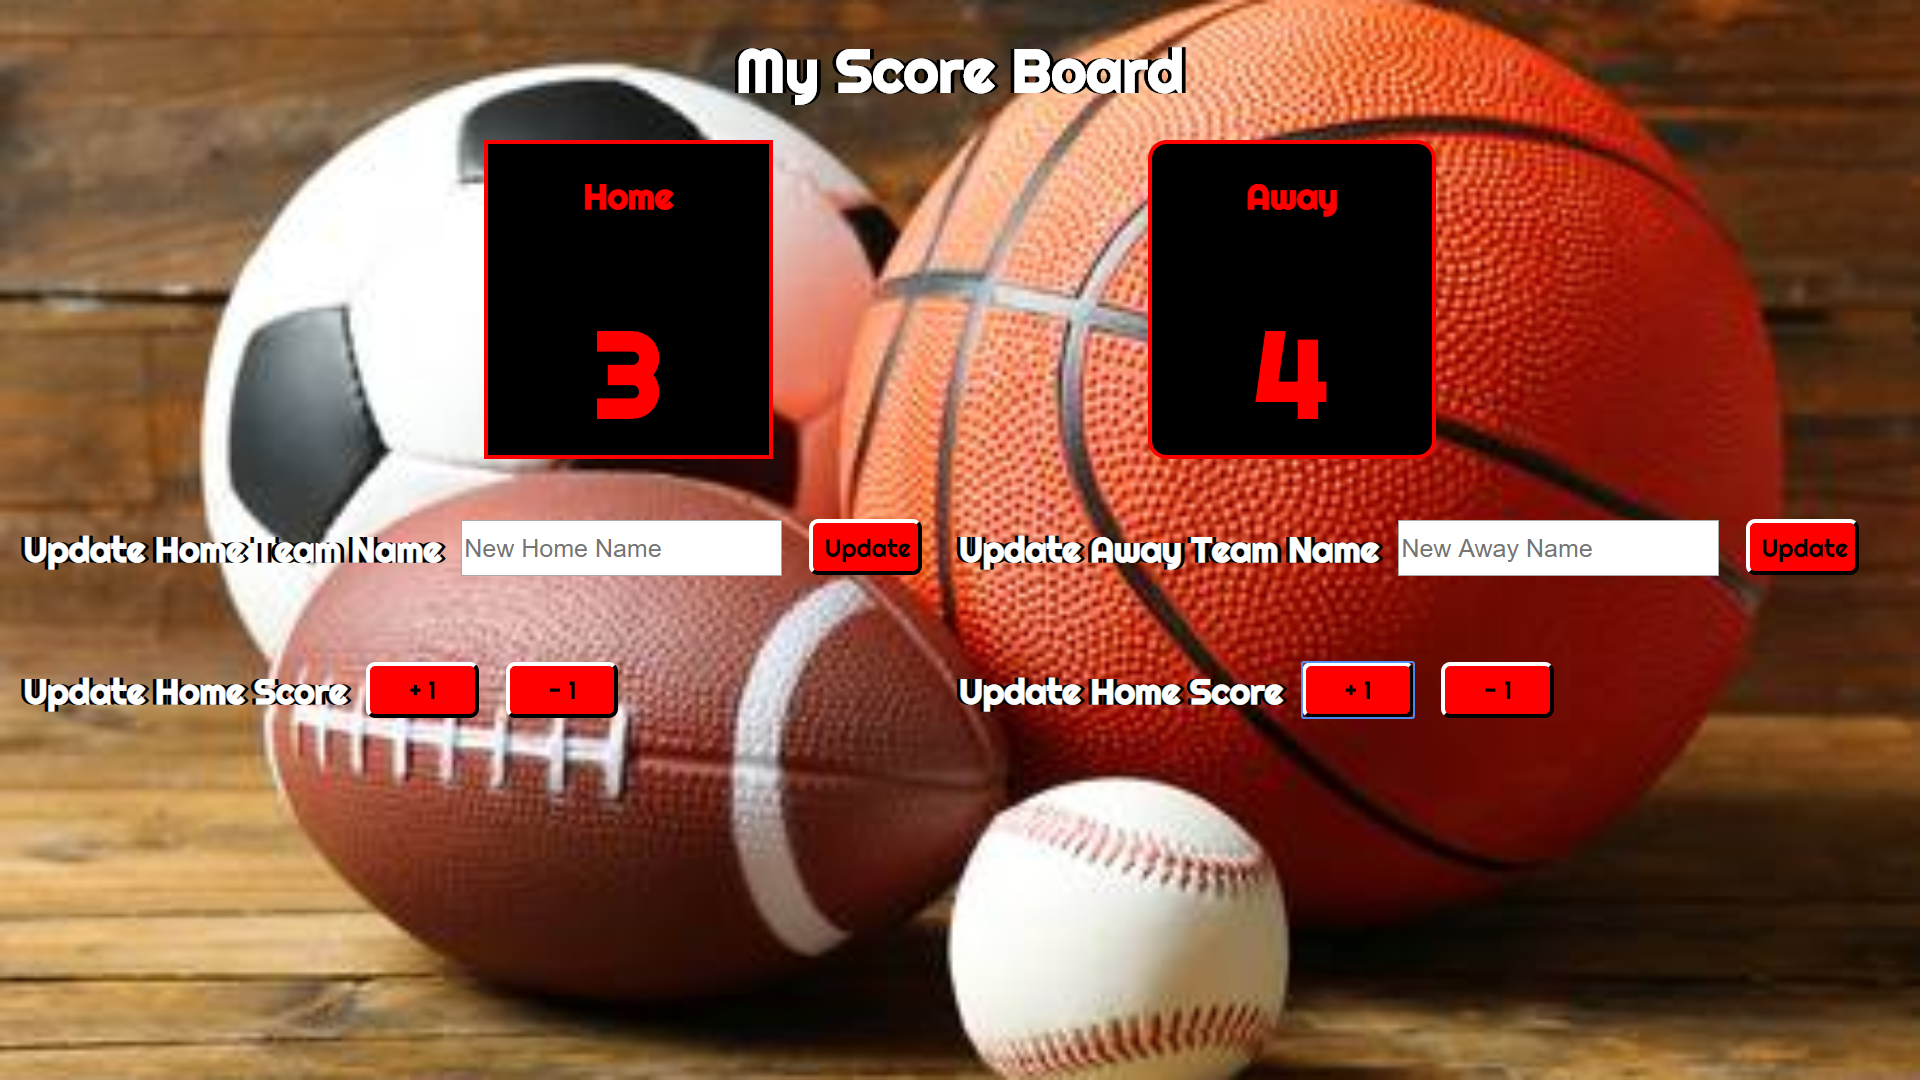 My Score Board
Home
3
Away
4
Update Home Team Name
New Home Name
Update
Update Away Team Name
New Away Name
Update
Update Home Score
+ 1
- 1
Update Home Score
+ 1
- 1